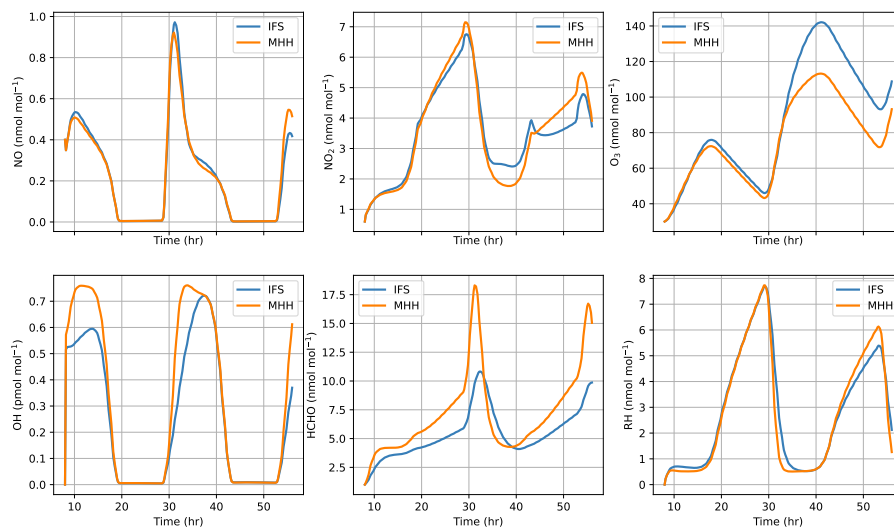 NO (nmol mol⁻¹)
1.0
0.8
0.6
0.4
0.2
0.0
10 20 30 40 50
Time (hr)
IFS
MHH
NO₂ (nmol mol⁻¹)
7
6
5
4
3
2
1
Time (hr)
IFS
MHH
O₃ (nmol mol⁻¹)
140
120
100
80
60
40
Time (hr)
IFS
MHH
OH (pmol mol⁻¹)
0.7
0.6
0.5
0.4
0.3
0.2
0.1
0.0
10 20 30 40 50
Time (hr)
IFS
MHH
HCHO (nmol mol⁻¹)
17.5
15.0
12.5
10.0
7.5
5.0
2.5
10 20 30 40 50
Time (hr)
IFS
MHH
RH (nmol mol⁻¹)
8
7
6
5
4
3
2
1
0
10 20 30 40 50
Time (hr)
IFS
MHH